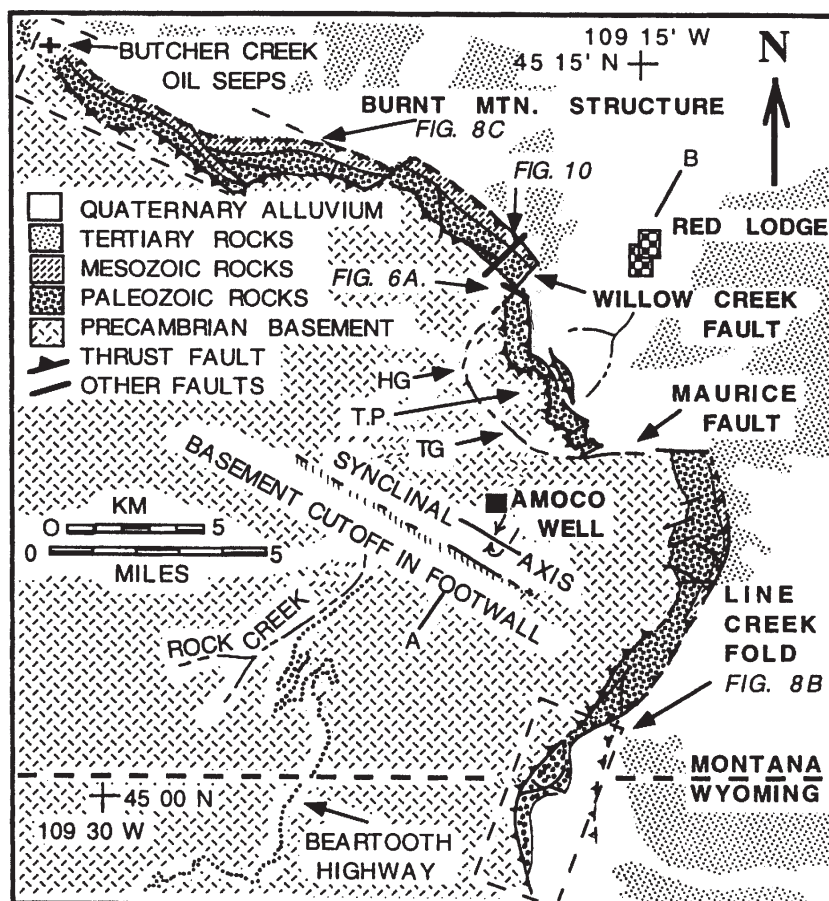 BUTCHER CREEK
OIL SEEPS
109 15' W
45 15' N
N
BURNT MTN. STRUCTURE
FIG. 8C
FIG. 10
B
RED LODGE
QUATERNARY ALLUVIUM
TERTIARY ROCKS
MESOZOIC ROCKS
PALEOZOIC ROCKS
PRECAMBRIAN BASEMENT
THRUST FAULT
OTHER FAULTS
FIG. 6A
WILLOW CREEK
FAULT
HG
T.P.
TG
MAURICE
FAULT
SYNCLINAL
AXIS
BASEMENT CUTOFF IN FOOTWALL
AMOCO
WELL
KM
0 5
0 5
MILES
A
ROCK CREEK
LINE
CREEK
FOLD
FIG. 8B
MONTANA
WYOMING
45 00 N
109 30 W
BEARTOOTH
HIGHWAY